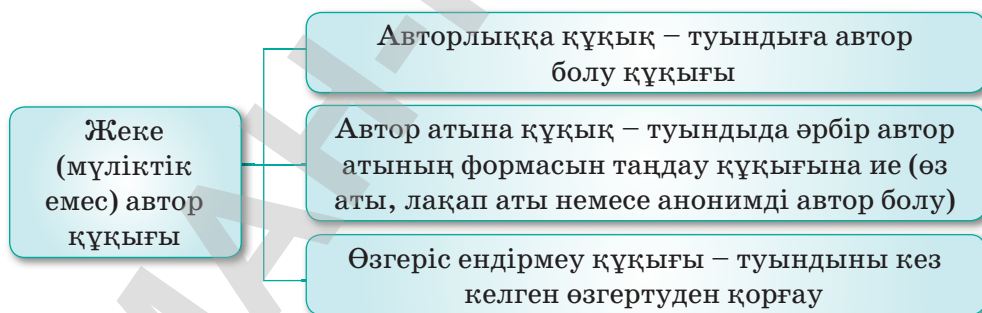 Жеке
(мүліктік
емес) автор
құқығы
Авторлыққа құқық – туындыға автор
болу құқығы
Автор атына құқық – туындыда әрбір автор
атының формасын таңдау құқығына ие (өз
аты, лақап аты немесе анонимді автор болу)
Өзгеріс ендірмеу құқығы – туындыны кез
келген өзгертуден қорғау